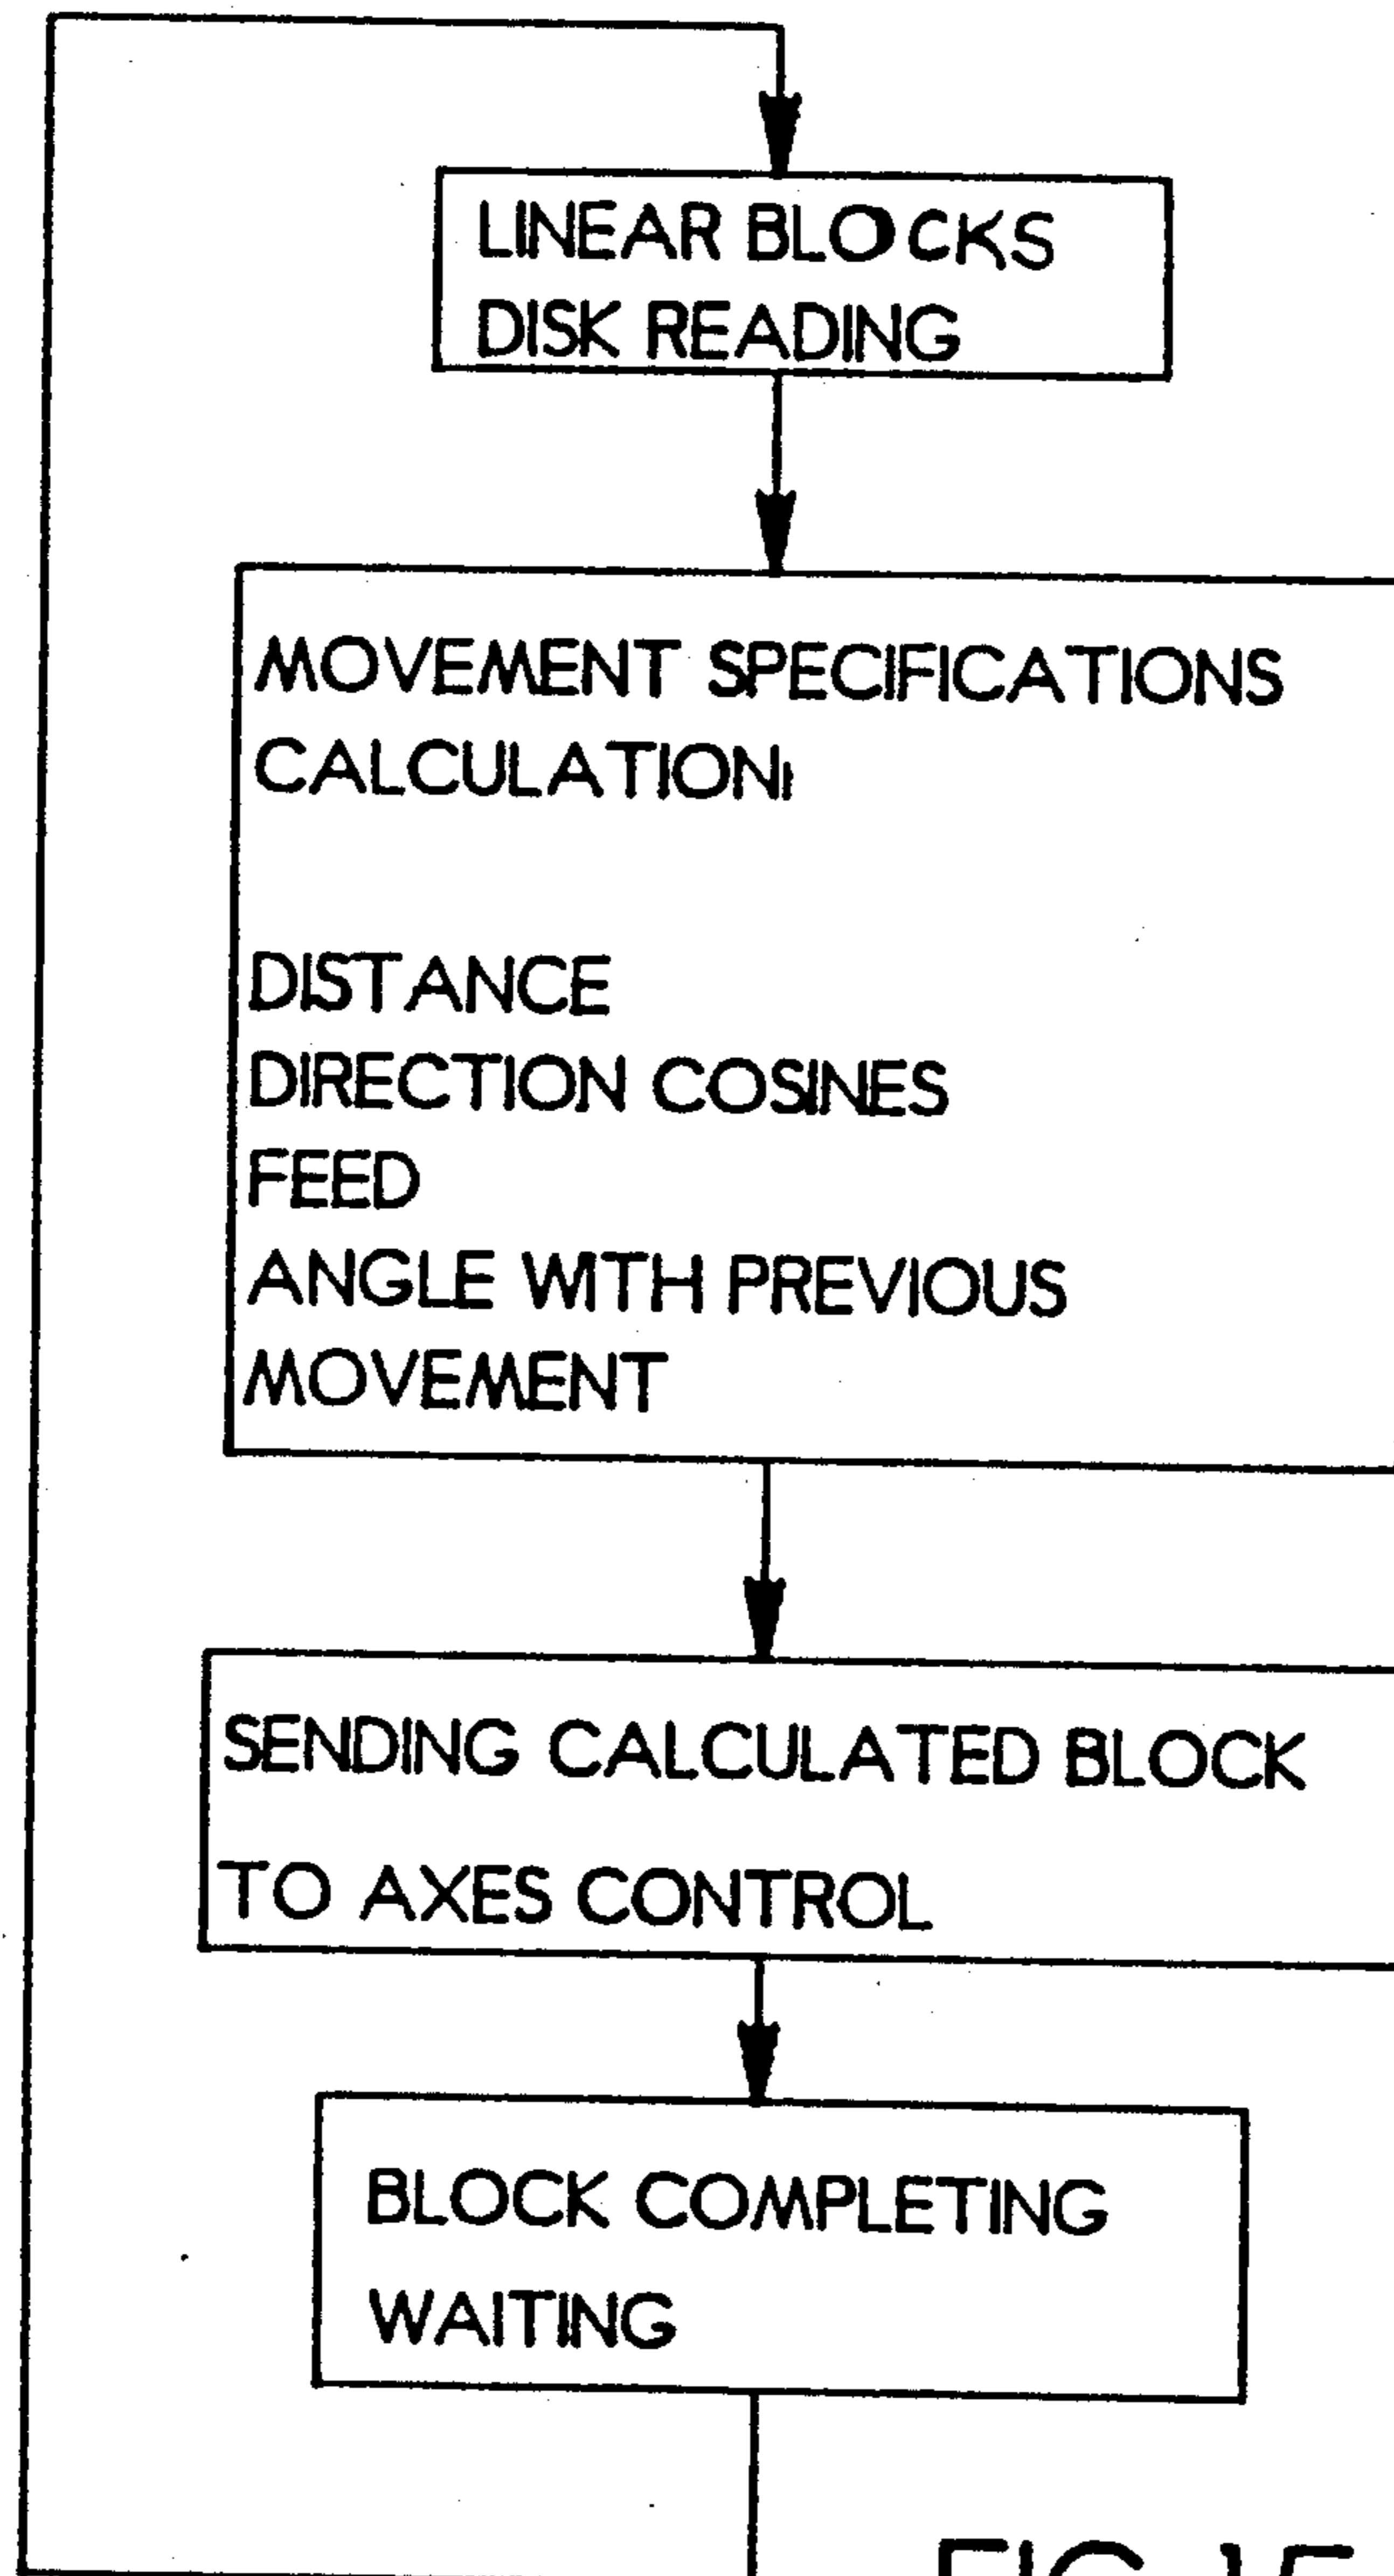 LINEAR BLOCKS
DISK READING
MOVEMENT SPECIFICATIONS
CALCULATION:
DISTANCE
DIRECTION COSINES
FEED
ANGLE WITH PREVIOUS
MOVEMENT
SENDING CALCULATED BLOCK
TO AXES CONTROL
BLOCK COMPLETING
WAITING